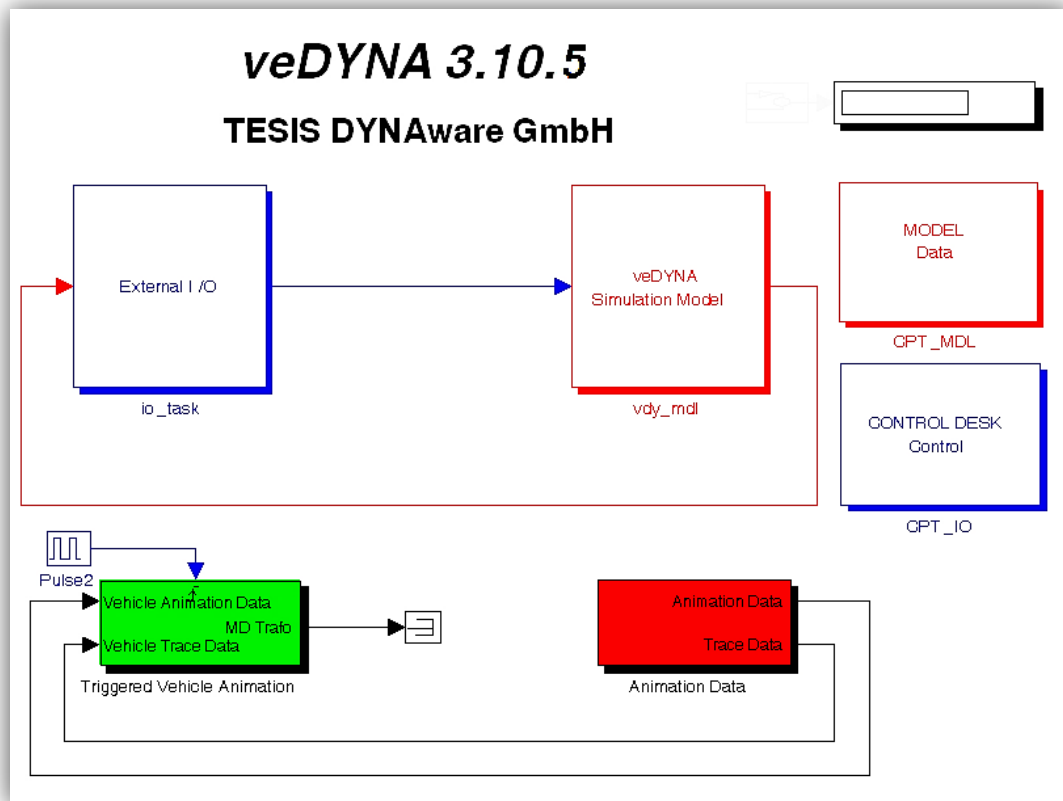 veDYNA 3.10.5
TESIS DYNAware GmbH
External I /O
io_task
veDYNA
Simulation Model
vdy_mdl
MODEL
Data
CPT_MDL
CONTROL DESK
Control
CPT_IO
Pulse2
Vehicle Animation Data
MD Trafo
Vehicle Trace Data
Triggered Vehicle Animation
Animation Data
Trace Data
Animation Data